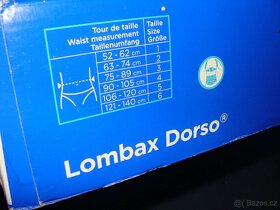 Tour de taille Taille
Waist measurement Size
Taillenumfang Größe
52 - 62 cm 1
63 - 74 cm 2
75 - 89 cm 3
90 - 105 cm 4
106 - 120 cm 5
121 - 140 cm 6
Lombax Dorso®
Bazos.cz